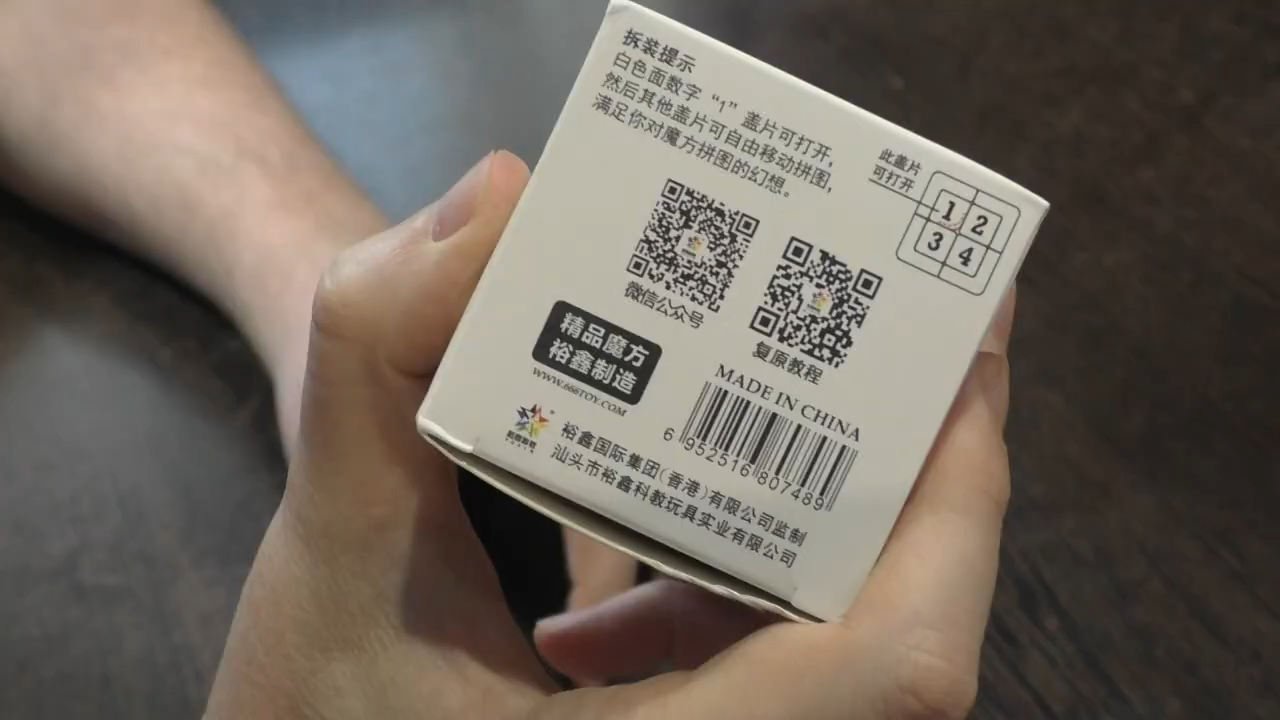 拆装提示
白色面数字“1”盖片可打开,
然后其他盖片可自由移动拼图,
满足你对魔方拼图的幻想。
此盖片
可打开
1 2
3 4
微信公众号
复原教程
精品魔方
裕鑫制造
WWW.666TOY.COM
MADE IN CHINA
6 952516 807489
裕鑫国际集团(香港)有限公司监制
汕头市裕鑫科教玩具实业有限公司